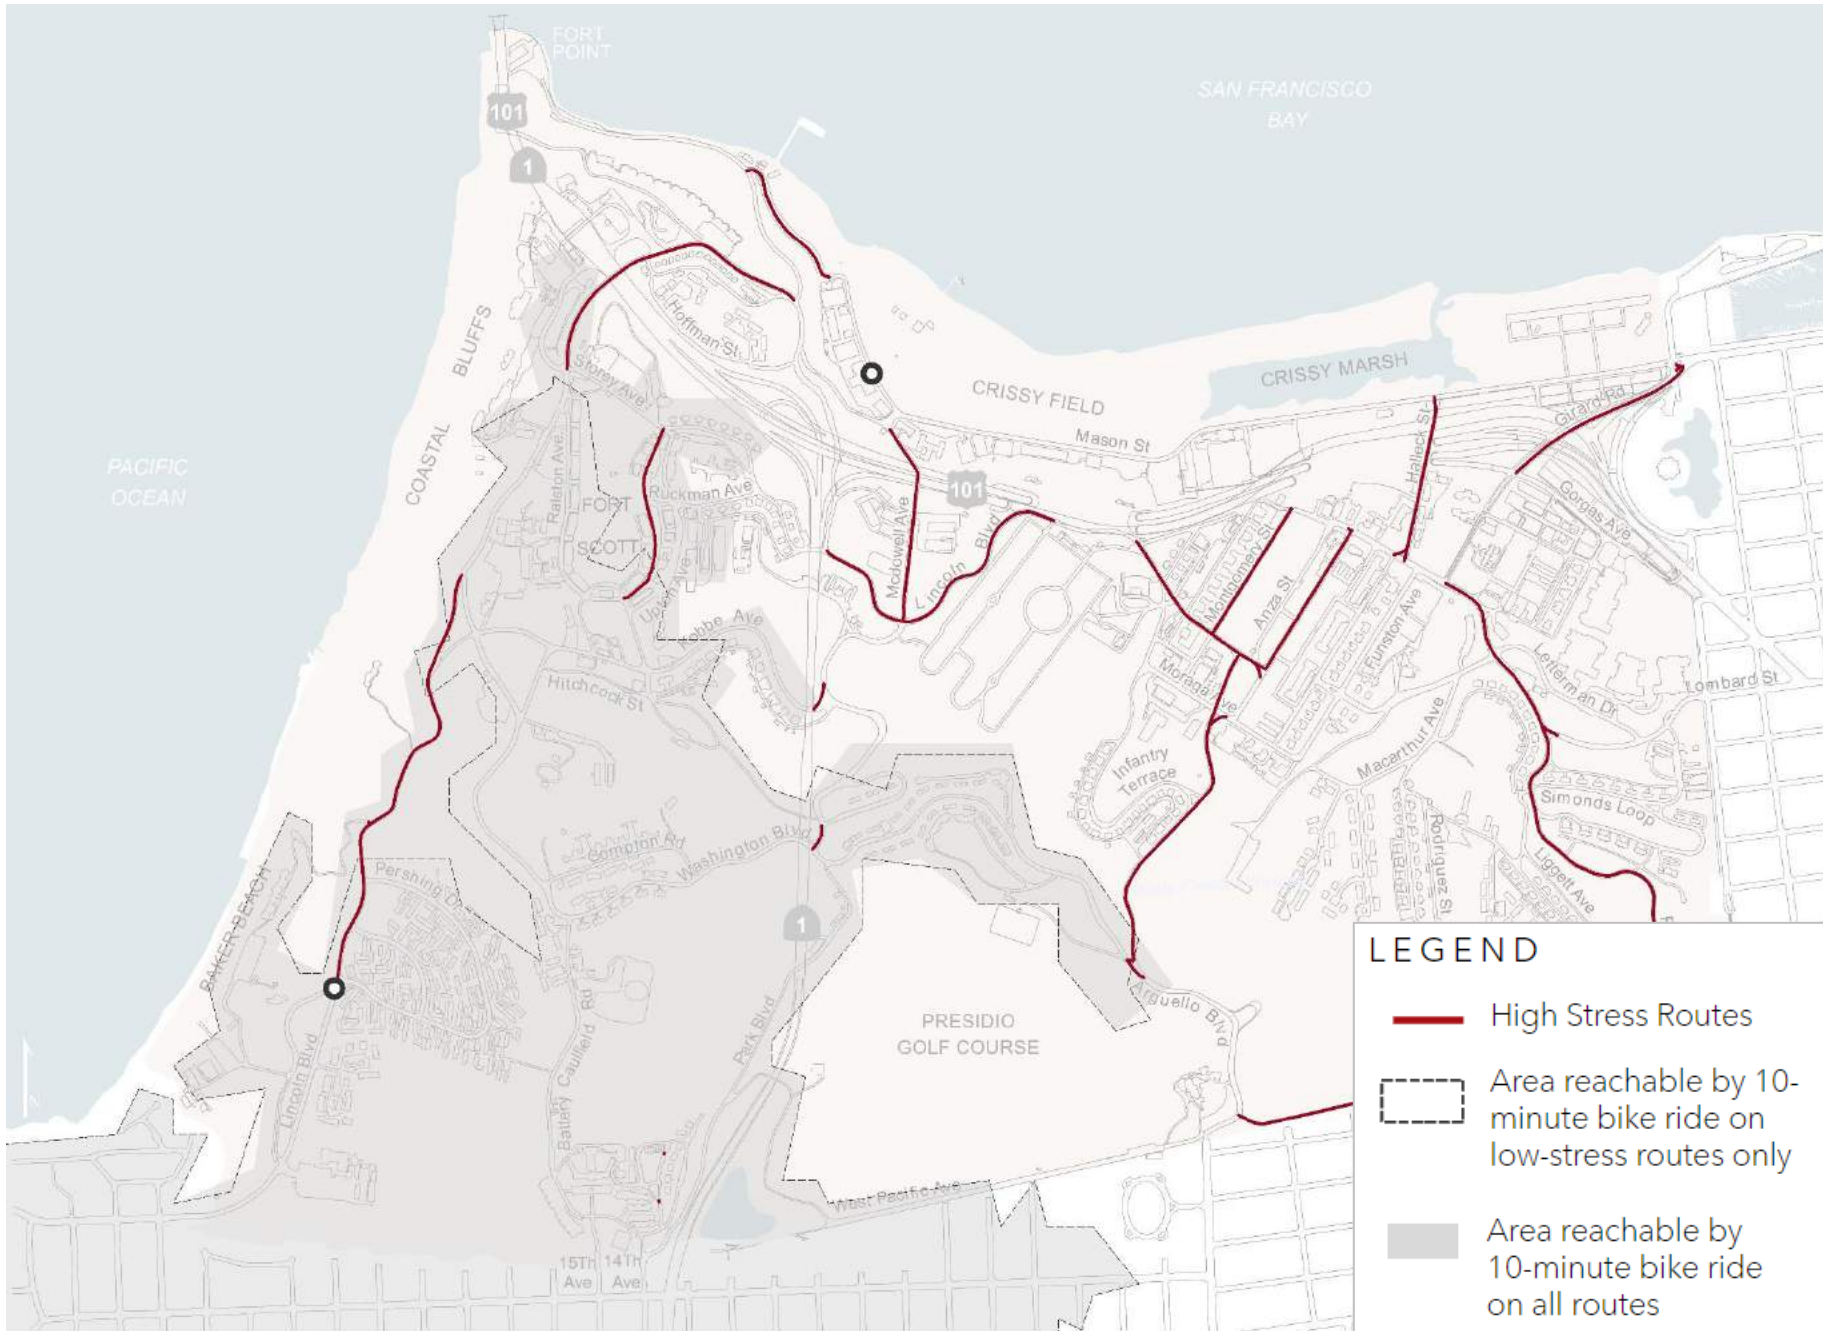 FORT
POINT
101
1
SAN FRANCISCO
BAY
COASTAL
BLUFFS
PACIFIC
OCEAN
Hoffman St
Storey Ave
CRISSY FIELD
CRISSY MARSH
Mason St
Halleck St
Girard Rd
Gorgas Ave
101
Ralston Ave
FORT
SCOTT
Ruckman Ave
Upton Ave
Kobbe Ave
Mcdowell Ave
Lincoln
Blvd
Montgomery St
Anza St
Funston Ave
Moraga Ave
Letterman Dr
Lombard St
Hitchcock St
Infantry
Terrace
Macarthur Ave
Simonds Loop
Rodriguez St
Liggett Ave
Compton Rd
Washington Blvd
Pershing D
BAKER BEACH
1
Arguello Blvd
PRESIDIO
GOLF COURSE
Park Blvd
Battery Caulfield Rd
Lincoln Blvd
West Pacific Ave
15Th
Ave
14Th
Ave
N
LEGEND
High Stress Routes
Area reachable by 10-
minute bike ride on
low-stress routes only
Area reachable by
10-minute bike ride
on all routes